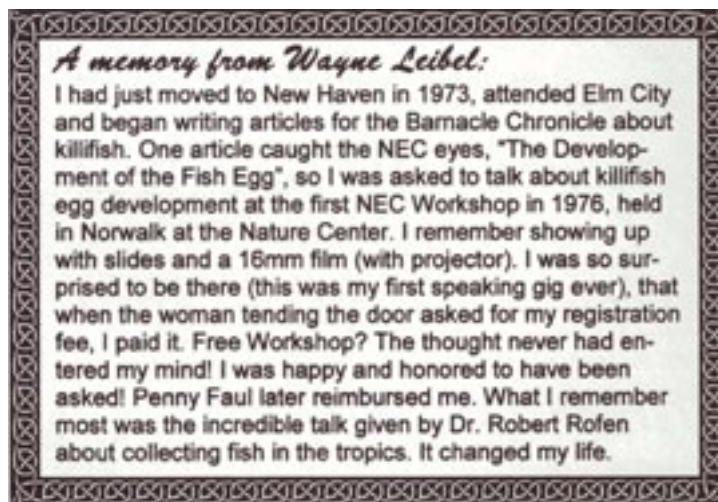 A memory from Wayne Leibel:
I had just moved to New Haven in 1973, attended Elm City
and began writing articles for the Barnacle Chronicle about
killifish. One article caught the NEC eyes, "The Develop-
ment of the Fish Egg", so I was asked to talk about killifish
egg development at the first NEC Workshop in 1976, held
in Norwalk at the Nature Center. I remember showing up
with slides and a 16mm film (with projector). I was so sur-
prised to be there (this was my first speaking gig ever), that
when the woman tending the door asked for my registration
fee, I paid it. Free Workshop? The thought never had en-
tered my mind! I was happy and honored to have been
asked! Penny Faul later reimbursed me. What I remember
most was the incredible talk given by Dr. Robert Rofen
about collecting fish in the tropics. It changed my life.